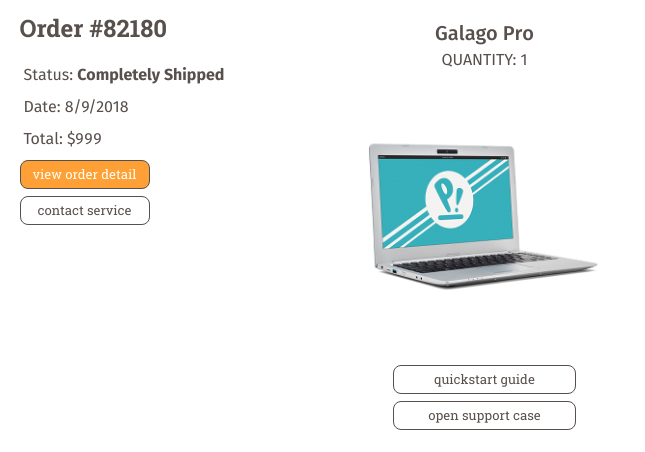 Order #82180
Status: Completely Shipped
Date: 8/9/2018
Total: $999
view order detail
contact service
Galago Pro
QUANTITY: 1
P!
quickstart guide
open support case